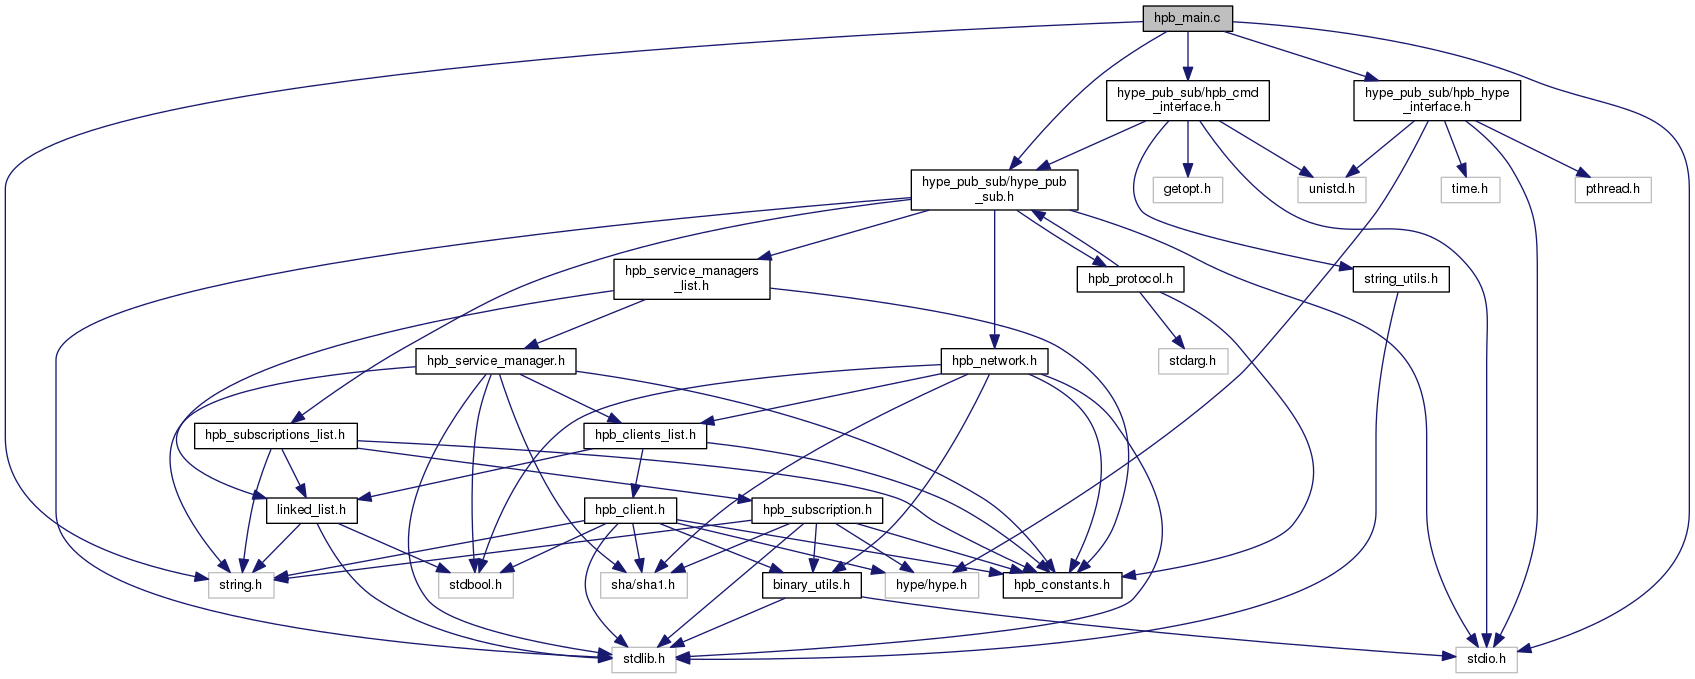 hpb_main.c
hype_pub_sub/hpb_cmd
_interface.h
hype_pub_sub/hpb_hype
_interface.h
hype_pub_sub/hype_pub
_sub.h
getopt.h
unistd.h
time.h
pthread.h
hpb_service_managers
_list.h
hpb_protocol.h
string_utils.h
hpb_service_manager.h
hpb_network.h
stdarg.h
hpb_subscriptions_list.h
hpb_clients_list.h
linked_list.h
hpb_client.h
hpb_subscription.h
string.h
stdbool.h
sha/sha1.h
binary_utils.h
hype/hype.h
hpb_constants.h
stdlib.h
stdio.h